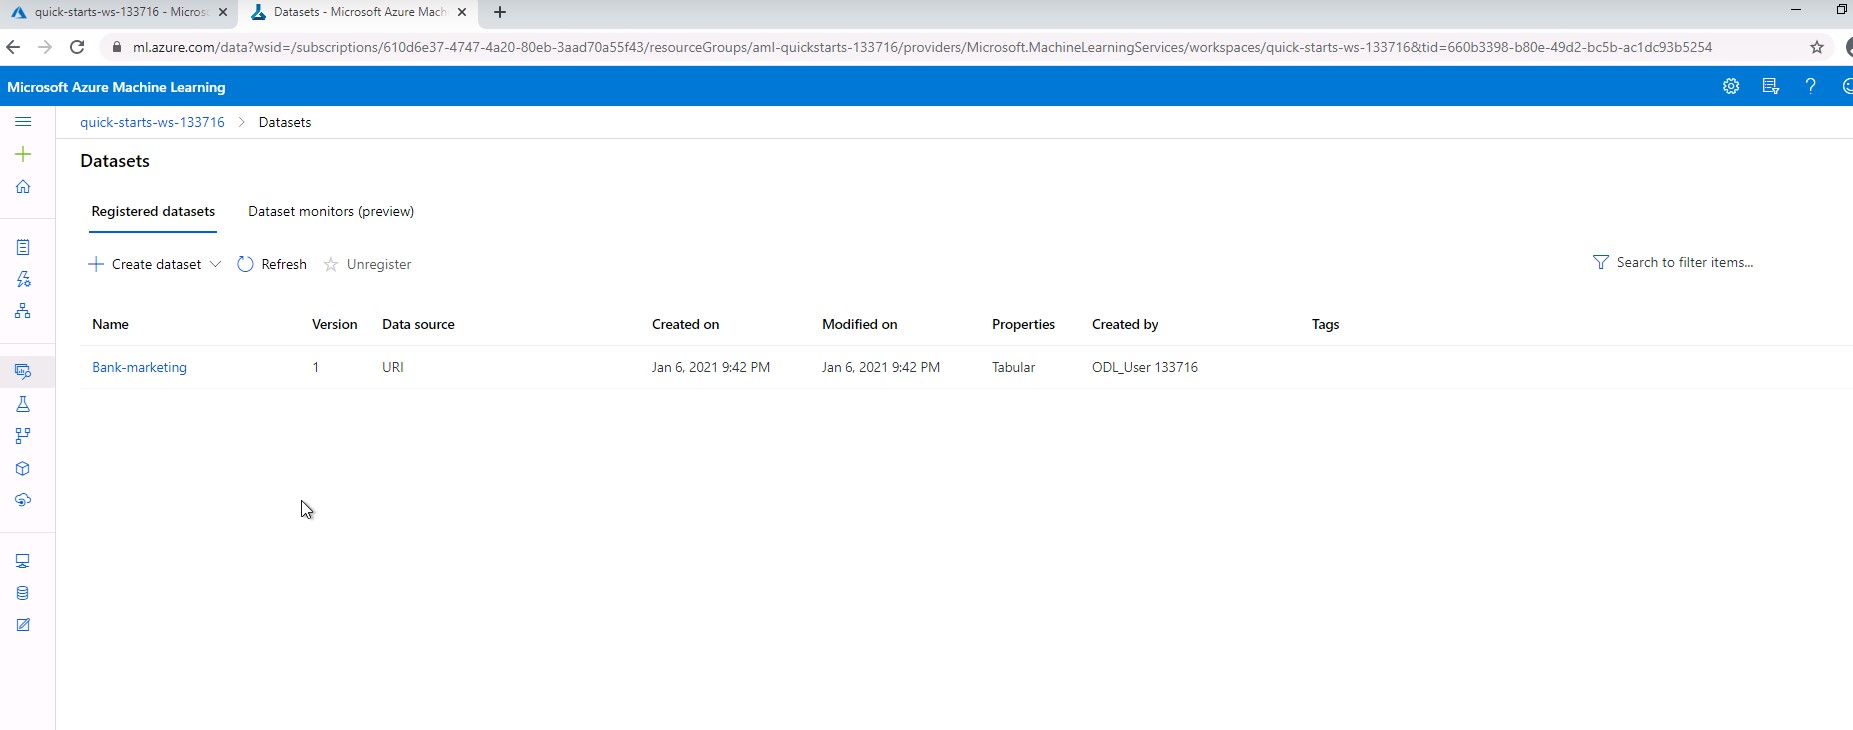 quick-starts-ws-133716 - Micros
Datasets - Microsoft Azure Mach
ml.azure.com/data?wsid=/subscriptions/610d6e37-4747-4a20-80eb-3aad70a55f43/resourceGroups/aml-quickstarts-133716/providers/Microsoft.MachineLearningServices/workspaces/quick-starts-ws-133716&tid=660b3398-b80e-49d2-bc5b-ac1dc93b5254
Microsoft Azure Machine Learning
quick-starts-ws-133716 > Datasets
Datasets
Registered datasets Dataset monitors (preview)
Create dataset Refresh Unregister Search to filter items...
Name Version Data source Created on Modified on Properties Created by Tags
Bank-marketing 1 URI Jan 6, 2021 9:42 PM Jan 6, 2021 9:42 PM Tabular ODL_User 133716